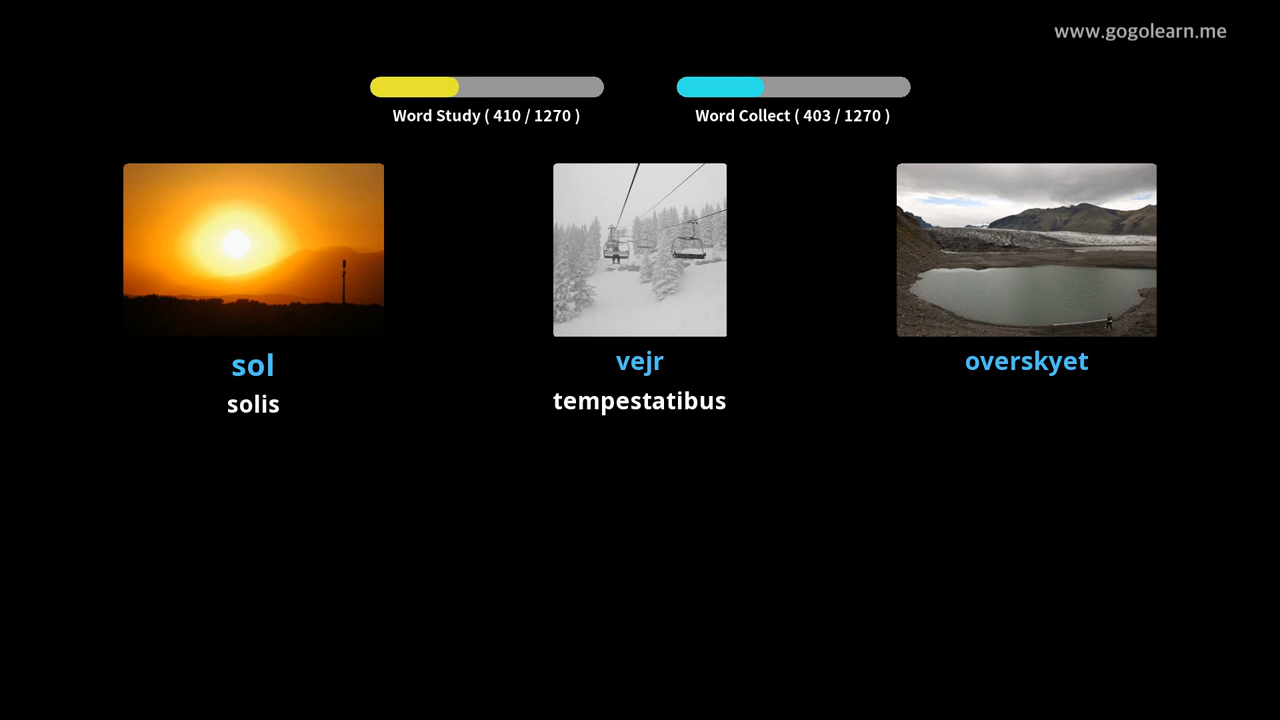 www.gogolearn.me
Word Study ( 410 / 1270 )
Word Collect ( 403 / 1270 )
sol
solis
vejr
tempestatibus
overskyet